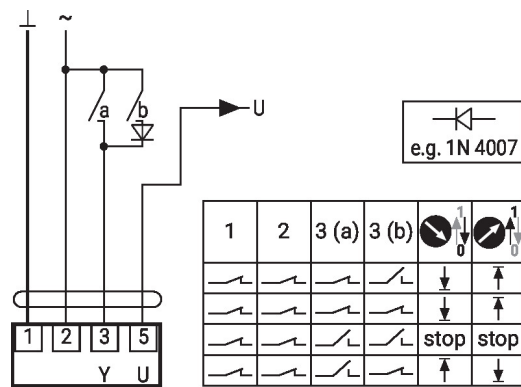 ⊥ ~
a b
U
e.g. 1N 4007
1 2 3 (a) 3 (b) 1 0 1 0
stop stop
1 2 3 5
Y U